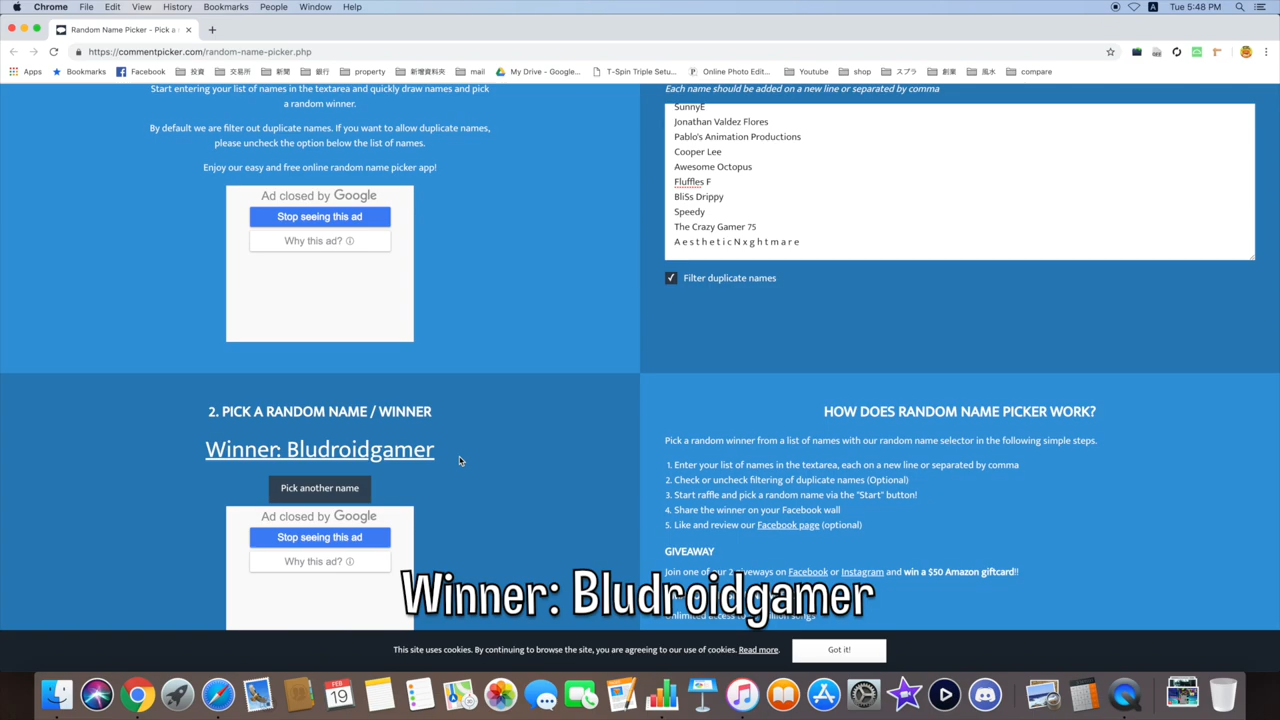 Chrome File Edit View History Bookmarks People Window Help Tue 5:48 PM
Random Name Picker - Pick a
https://commentpicker.com/random-name-picker.php
Apps Bookmarks Facebook 投資 交易所 新聞 銀行 property 新增資料夾 mail My Drive - Google... T-Spin Triple Setu... Online Photo Edit... Youtube shop スプラ 創業 風水 compare
Start entering your list of names in the textarea and quickly draw names and pick
a random winner.
By default we are filter out duplicate names. If you want to allow duplicate names,
please uncheck the option below the list of names.
Enjoy our easy and free online random name picker app!
Ad closed by Google
Stop seeing this ad
Why this ad?
Each name should be added on a new line or separated by comma
SunnyE
Jonathan Valdez Flores
Pablo's Animation Productions
Cooper Lee
Awesome Octopus
Fluffles F
BliSs Drippy
Speedy
The Crazy Gamer 75
A e s t h e t i c N x g h t m a r e
Filter duplicate names
2. PICK A RANDOM NAME / WINNER
Winner: Bludroidgamer
Pick another name
Ad closed by Google
Stop seeing this ad
Why this ad?
HOW DOES RANDOM NAME PICKER WORK?
Pick a random winner from a list of names with our random name selector in the following simple steps.
1. Enter your list of names in the textarea, each on a new line or separated by comma
2. Check or uncheck filtering of duplicate names (Optional)
3. Start raffle and pick a random name via the "Start" button!
4. Share the winner on your Facebook wall
5. Like and review our Facebook page (optional)
GIVEAWAY
Join one of our 2 giveways on Facebook or Instagram and win a $50 Amazon giftcard!!
Winner: Bludroidgamer
Unlimited access to songs
This site uses cookies. By continuing to browse the site, you are agreeing to our use of cookies. Read more. Got it!
FEB
19